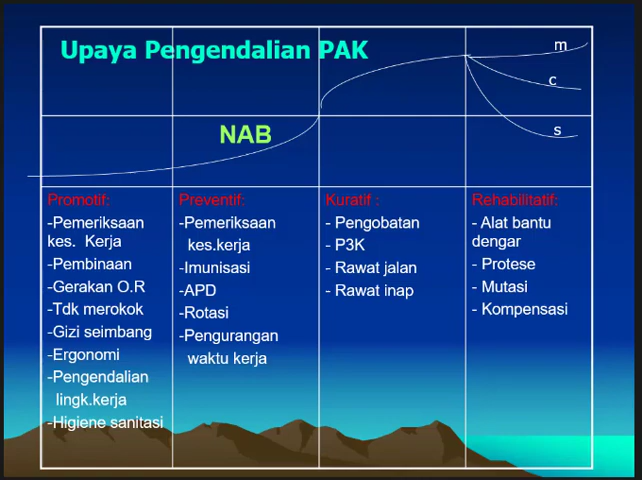 Upaya Pengendalian PAK
m
c
s
NAB
Promotif:
-Pemeriksaan
kes. Kerja
-Pembinaan
-Gerakan O.R
-Tdk merokok
-Gizi seimbang
-Ergonomi
-Pengendalian
lingk.kerja
-Higiene sanitasi
Preventif:
-Pemeriksaan
kes.kerja
-Imunisasi
-APD
-Rotasi
-Pengurangan
waktu kerja
Kuratif :
- Pengobatan
- P3K
- Rawat jalan
- Rawat inap
Rehabilitatif:
- Alat bantu
dengar
- Protese
- Mutasi
- Kompensasi